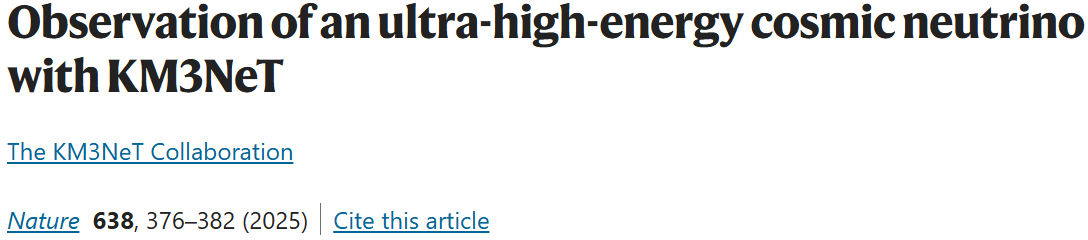 Observation of an ultra-high-energy cosmic neutrino
with KM3NeT
The KM3NeT Collaboration
Nature 638, 376–382 (2025) Cite this article